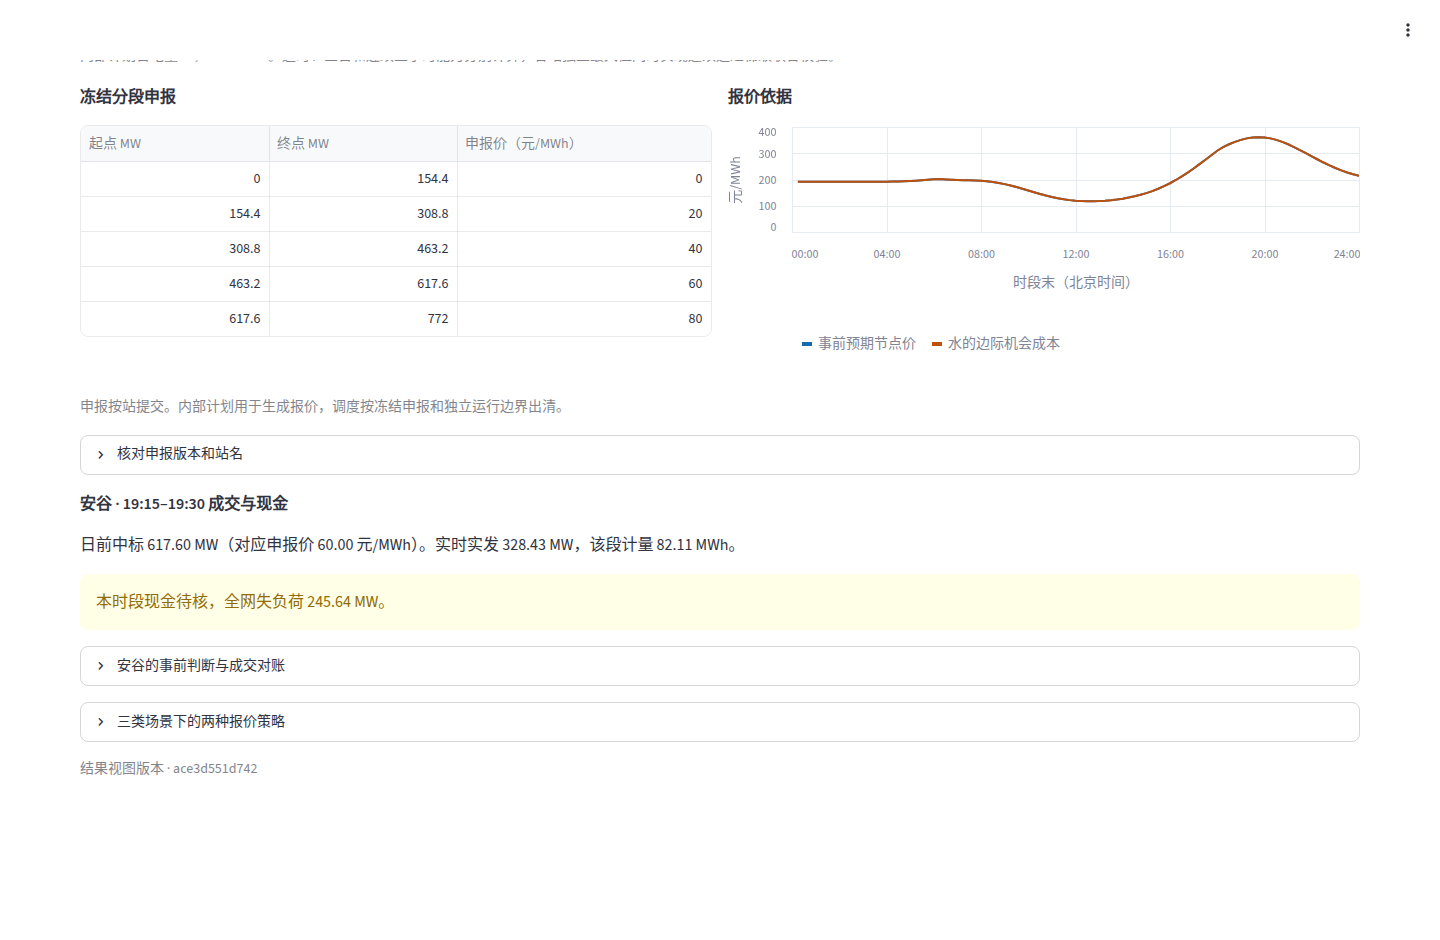 冻结分段申报
起点 MW 终点 MW 申报价（元/MWh）
0 154.4 0
154.4 308.8 20
308.8 463.2 40
463.2 617.6 60
617.6 772 80
报价依据
元/MWh
400
300
200
100
0
00:00 04:00 08:00 12:00 16:00 20:00 24:00
时段末（北京时间）
事前预期节点价 水的边际机会成本
申报按站提交。内部计划用于生成报价，调度按冻结申报和独立运行边界出清。
核对申报版本和站名
安谷 · 19:15–19:30 成交与现金
日前中标 617.60 MW（对应申报价 60.00 元/MWh）。实时实发 328.43 MW，该段计量 82.11 MWh。
本时段现金待核，全网失负荷 245.64 MW。
安谷的事前判断与成交对账
三类场景下的两种报价策略
结果视图版本 · ace3d551d742